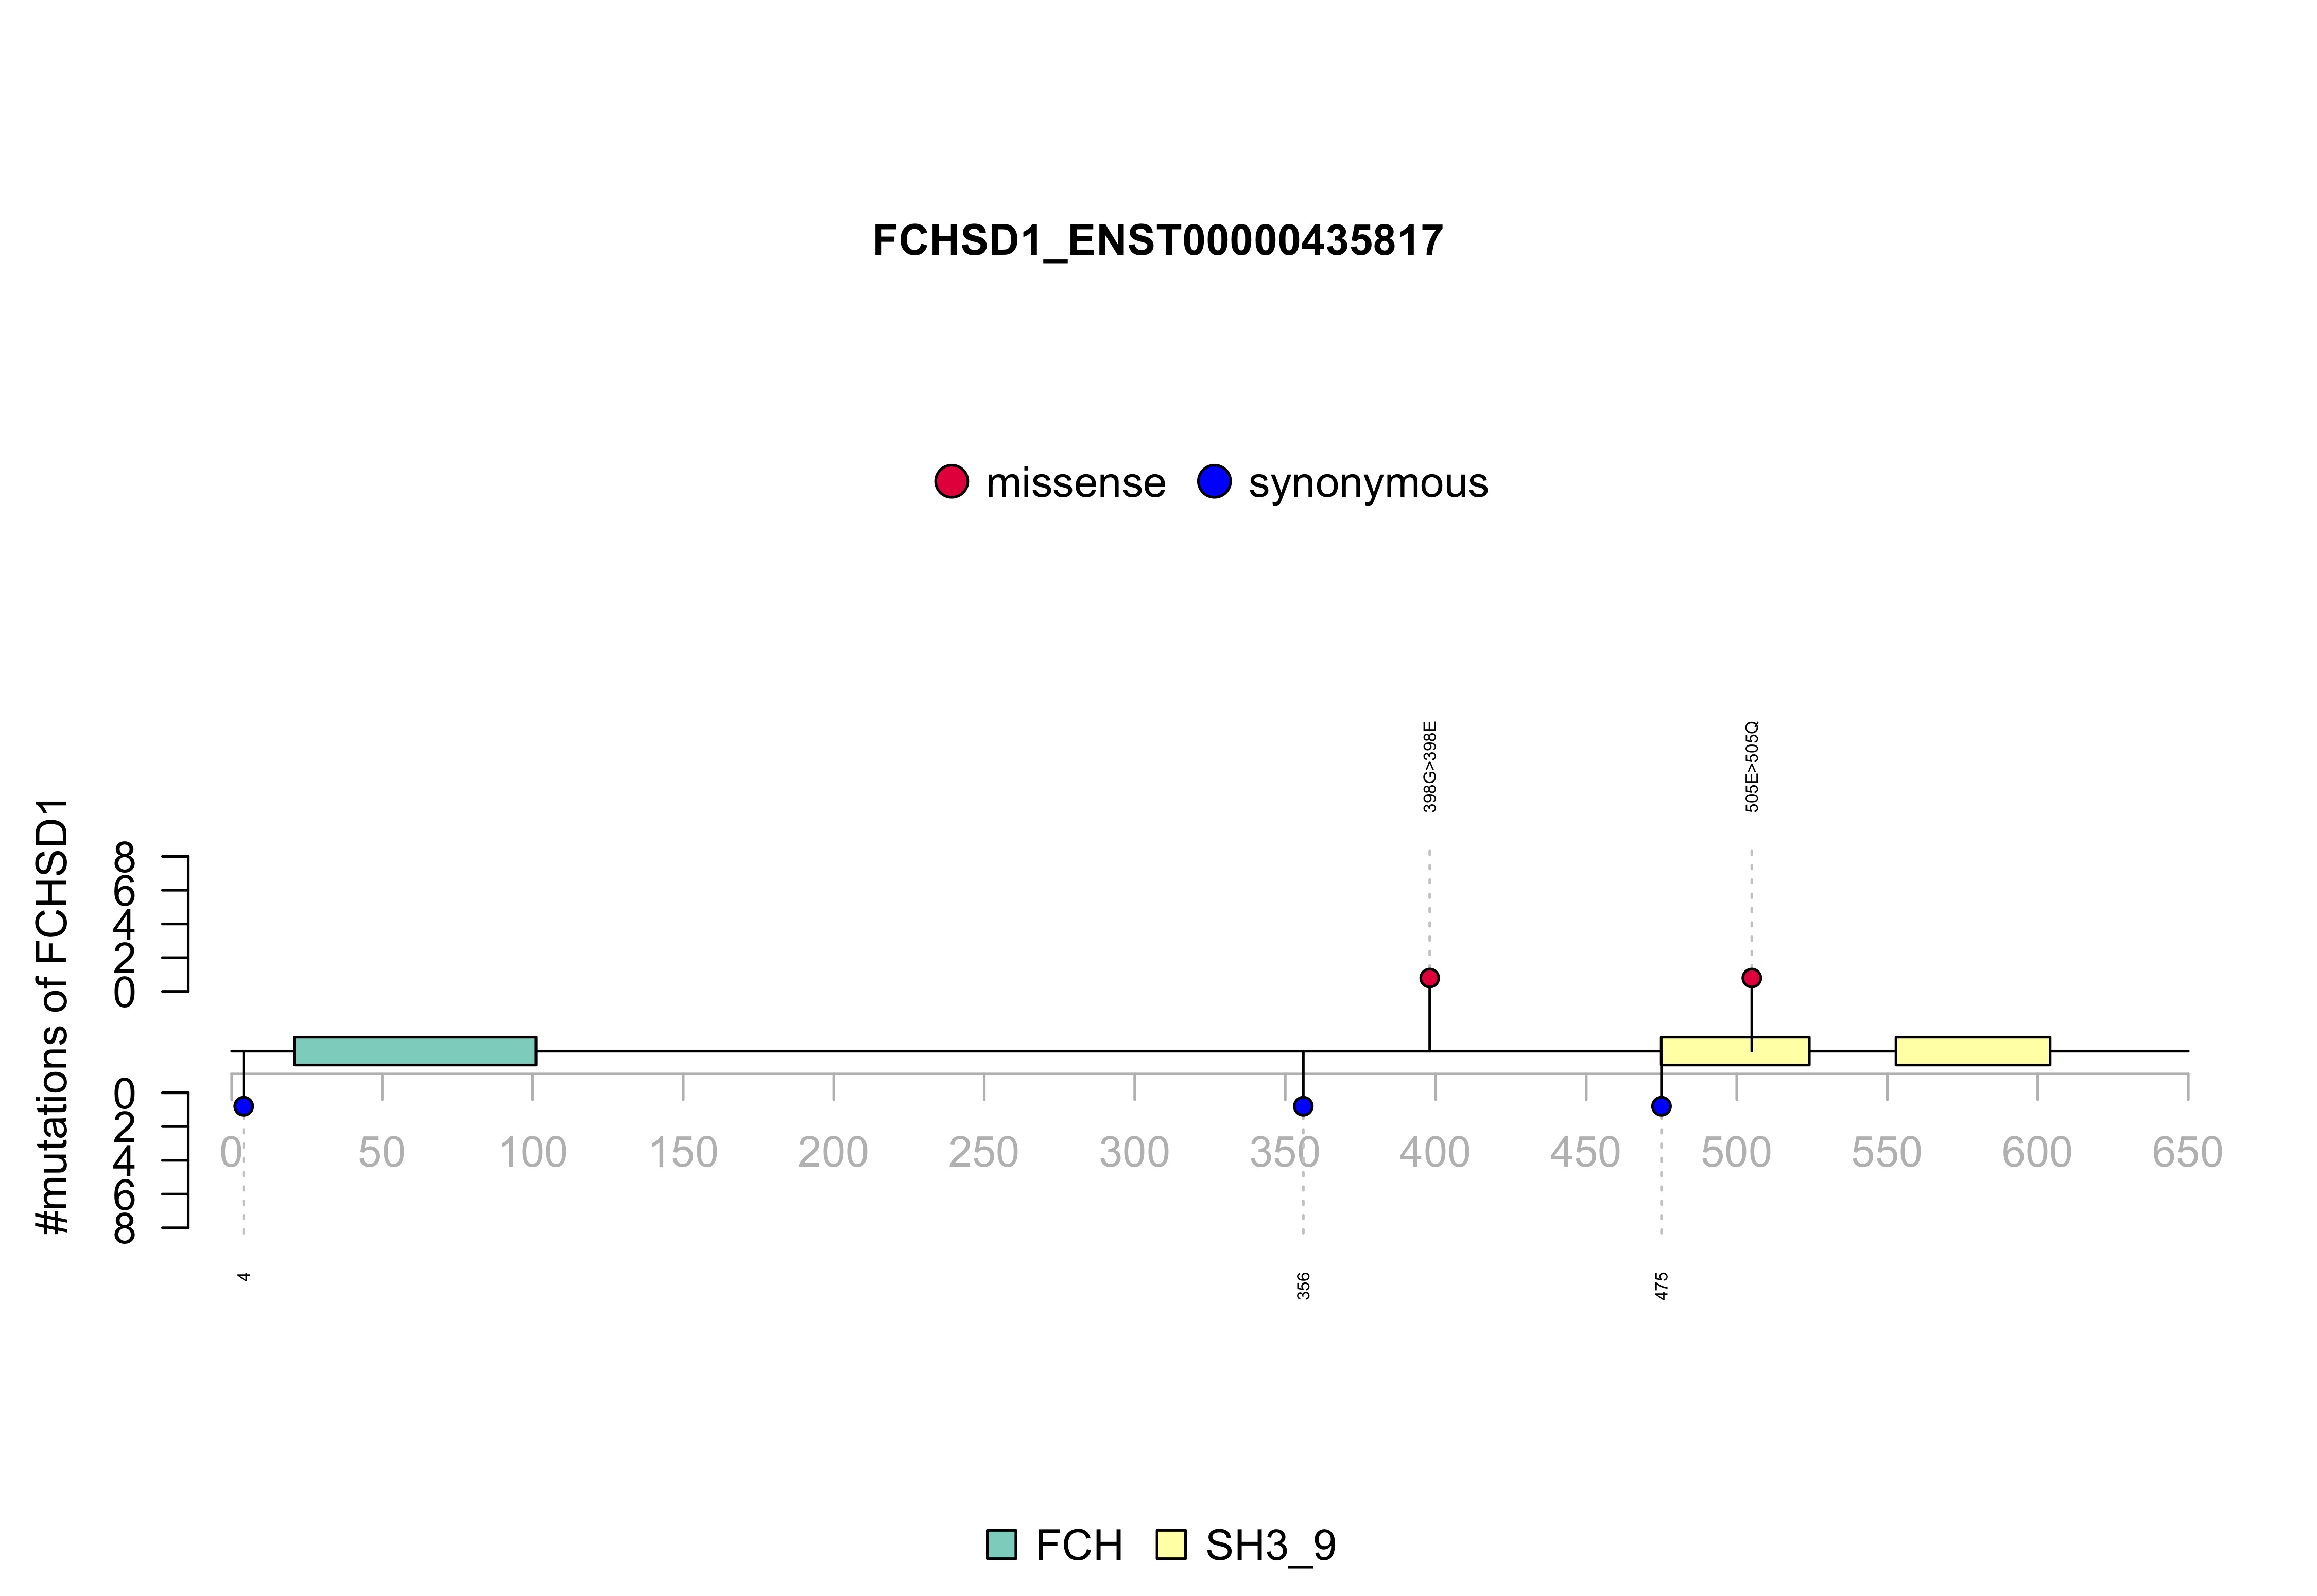 FCHSD1_ENST00000435817
missense synonymous
398G>398E
505E>505Q
#mutations of FCHSD1
8
6
4
2
0
0
2
4
6
8
0 50 100 150 200 250 300 350 400 450 500 550 600 650
4
356
475
FCH SH3_9